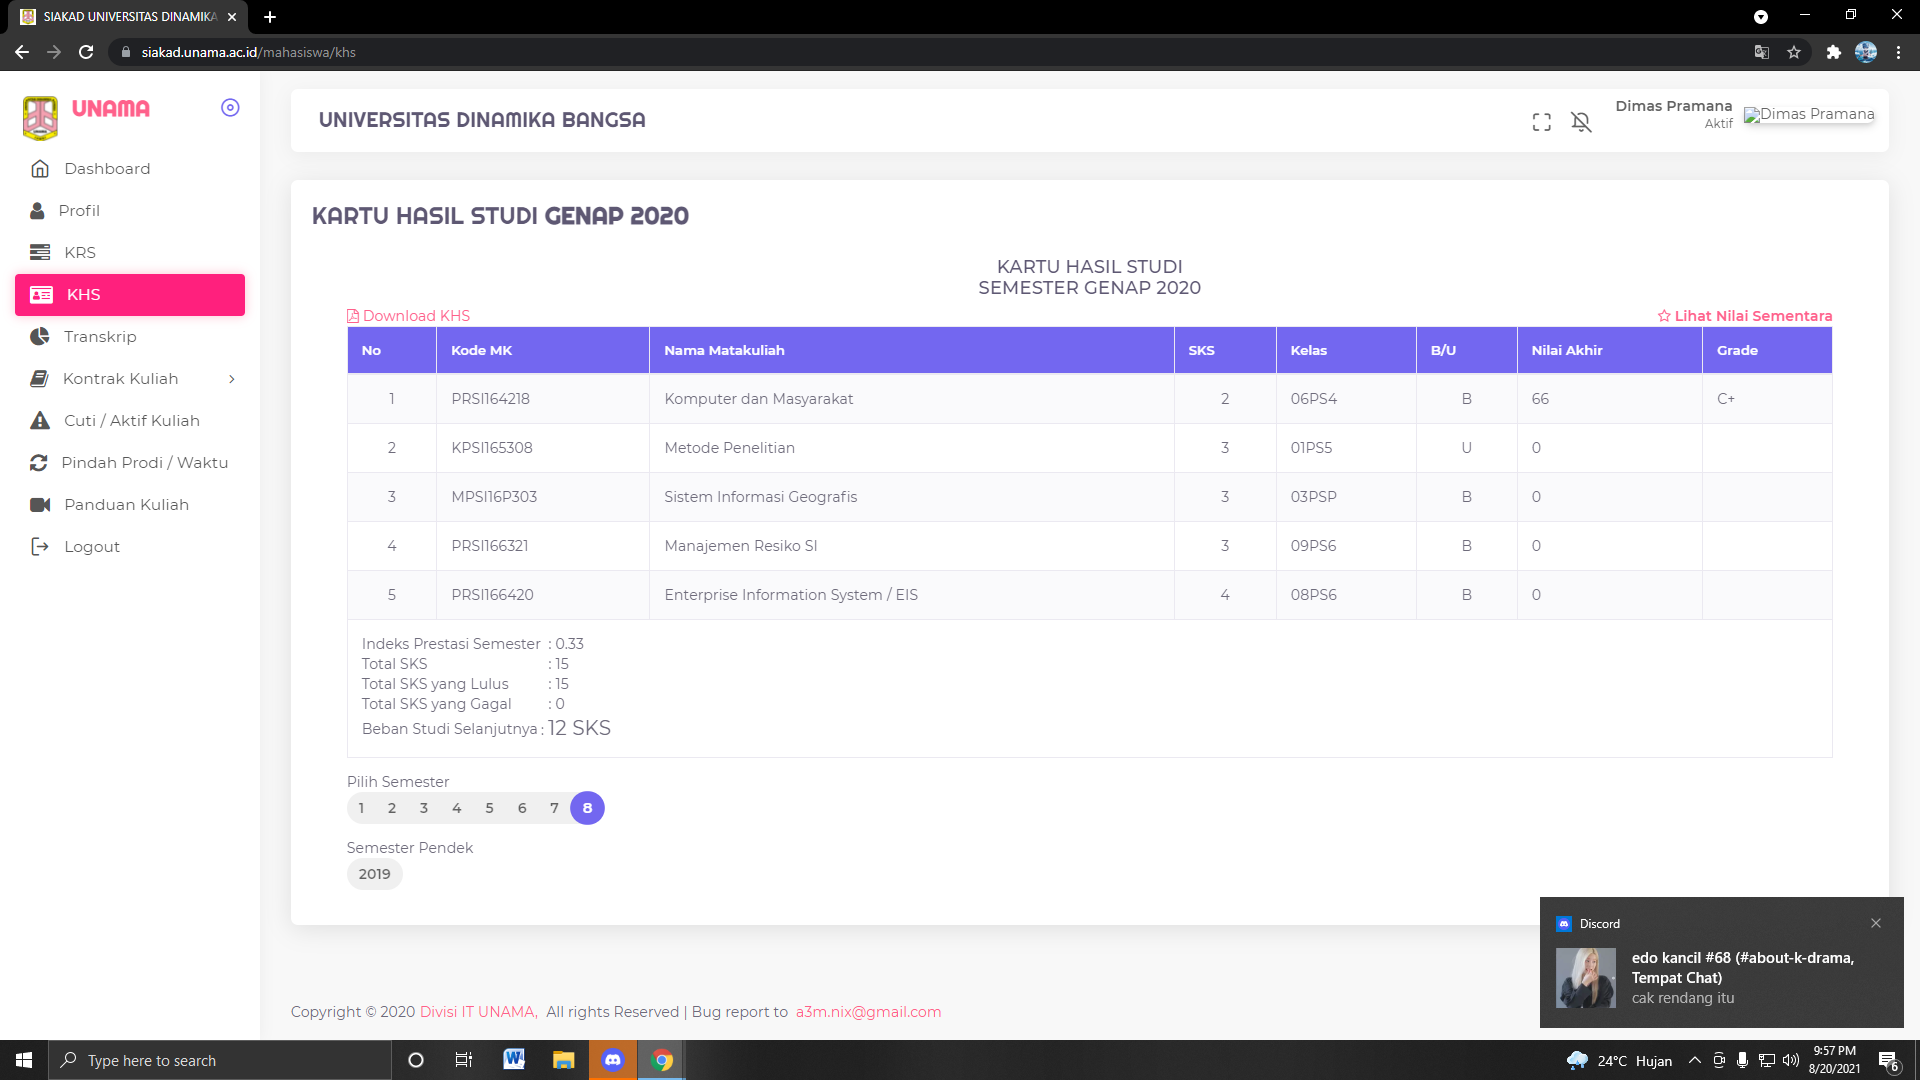 SIAKAD UNIVERSITAS DINAMIKA
siakad.unama.ac.id/mahasiswa/khs
UNAMA
Dashboard
Profil
KRS
KHS
Transkrip
Kontrak Kuliah
Cuti / Aktif Kuliah
Pindah Prodi / Waktu
Panduan Kuliah
Logout
UNIVERSITAS DINAMIKA BANGSA
Dimas Pramana
Aktif
Dimas Pramana
KARTU HASIL STUDI GENAP 2020
KARTU HASIL STUDI
SEMESTER GENAP 2020
Download KHS
Lihat Nilai Sementara
No Kode MK Nama Matakuliah SKS Kelas B/U Nilai Akhir Grade
1 PRSI164218 Komputer dan Masyarakat 2 06PS4 B 66 C+
2 KPSI165308 Metode Penelitian 3 01PS5 U 0
3 MPSI16P303 Sistem Informasi Geografis 3 03PSP B 0
4 PRSI166321 Manajemen Resiko SI 3 09PS6 B 0
5 PRSI166420 Enterprise Information System / EIS 4 08PS6 B 0
Indeks Prestasi Semester : 0.33
Total SKS : 15
Total SKS yang Lulus : 15
Total SKS yang Gagal : 0
Beban Studi Selanjutnya : 12 SKS
Pilih Semester
1 2 3 4 5 6 7 8
Semester Pendek
2019
Copyright © 2020 Divisi IT UNAMA, All rights Reserved | Bug report to a3m.nix@gmail.com
Discord
edo kancil #68 (#about-k-drama,
Tempat Chat)
cak rendang itu
Type here to search
24°C Hujan
9:57 PM
8/20/2021
6